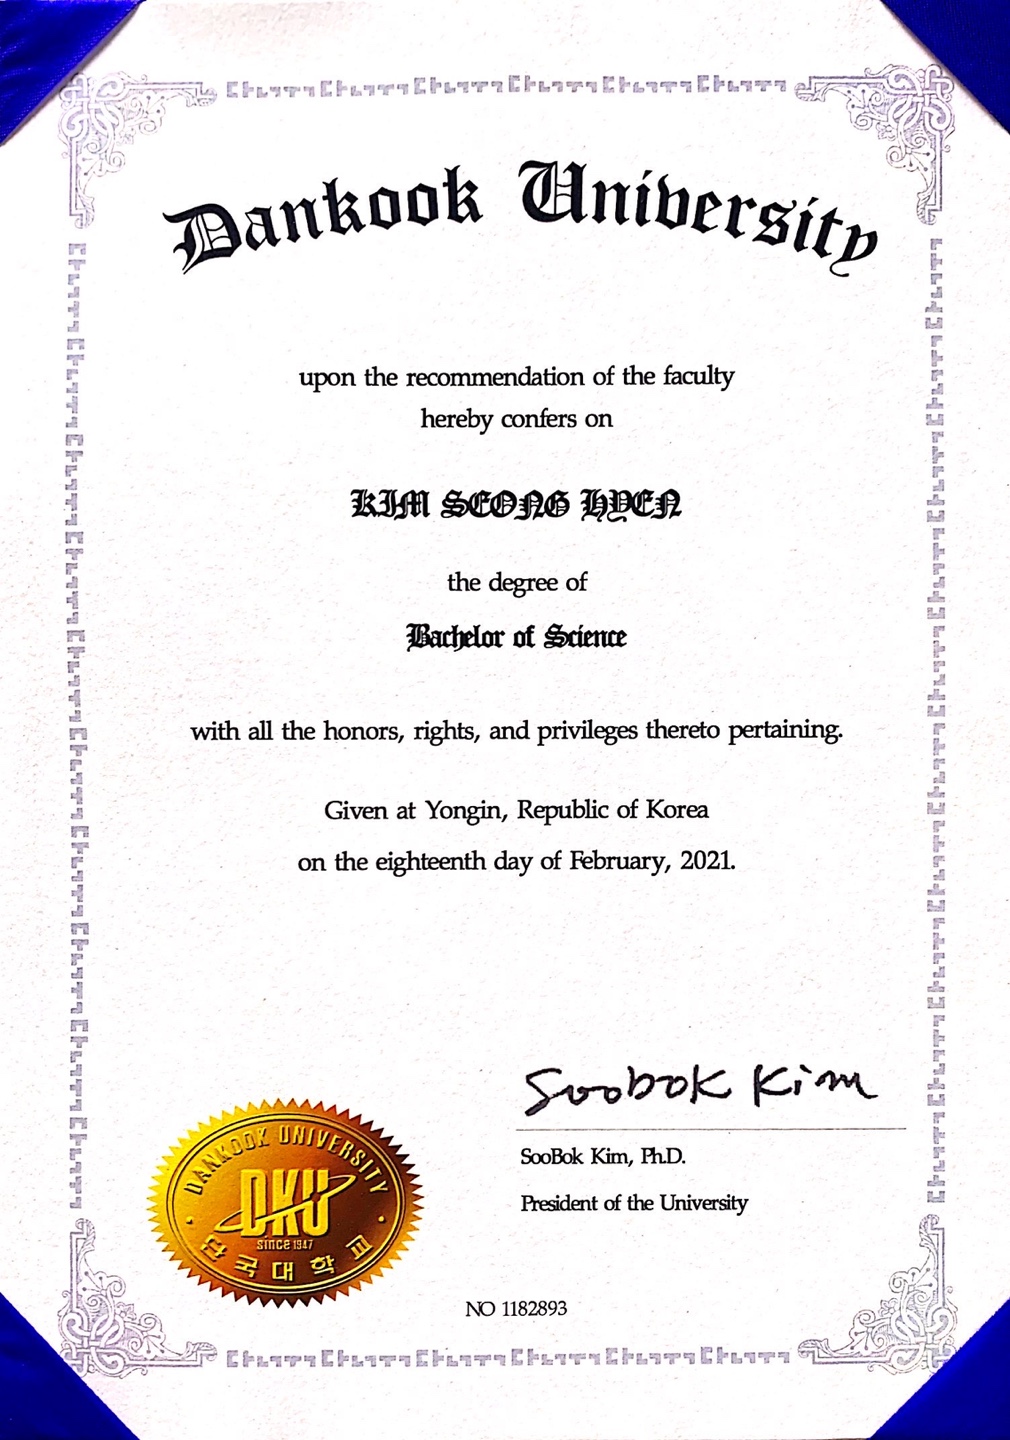 Dankook University
upon the recommendation of the faculty
hereby confers on
KIM SEONG HYEN
the degree of
Bachelor of Science
with all the honors, rights, and privileges thereto pertaining.
Given at Yongin, Republic of Korea
on the eighteenth day of February, 2021.
Soobok Kim
SooBok Kim, Ph.D.
President of the University
DANKOOK UNIVERSITY
DKU
SINCE 1947
단국대학교
NO 1182893